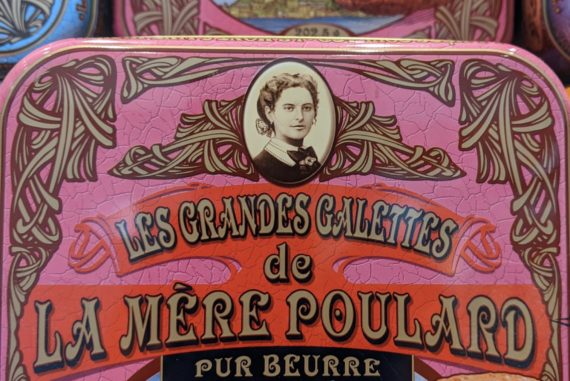 LES GRANDES GALETTES
de
LA MÈRE POULARD
PUR BEURRE